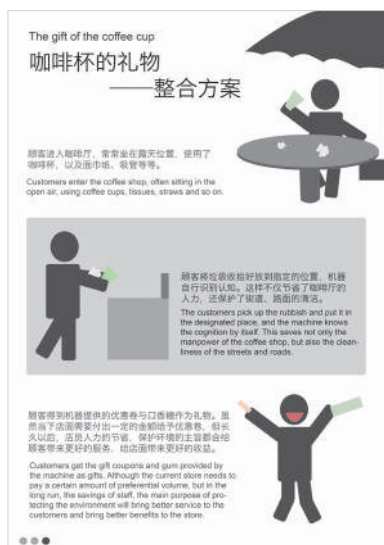 The gift of the coffee cup
咖啡杯的礼物
——整合方案
顾客进入咖啡厅，常常坐在露天位置，使用了
咖啡杯，以及面巾纸，吸管等等。
Customers enter the coffee shop, often sitting in the
open air, using coffee cups, tissues, straws and so on.
顾客将垃圾收拾好放到指定的位置，机器
自行识别认知。这样不仅节省了咖啡厅的
人力，还保护了街道、路面的清洁。
The customers pick up the rubbish and put it in
the designated place, and the machine knows
the cognition by itself. This saves not only the
manpower of the coffee shop, but also the clean-
liness of the streets and roads.
顾客得到机器提供的优惠卷与口香糖作为礼物。虽
然当下店面需要付出一定的金额给予优惠卷，但长
久以后，店员人力的节省，保护环境的主旨都会给
顾客带来更好的服务，给店面带来更好的收益。
Customers get the gift coupons and gum provided by
the machine as gifts. Although the current store needs to
pay a certain amount of preferential volume, but in the
long run, the savings of staff, the main purpose of pro-
tecting the environment will bring better service to the
customers and bring better benefits to the store.